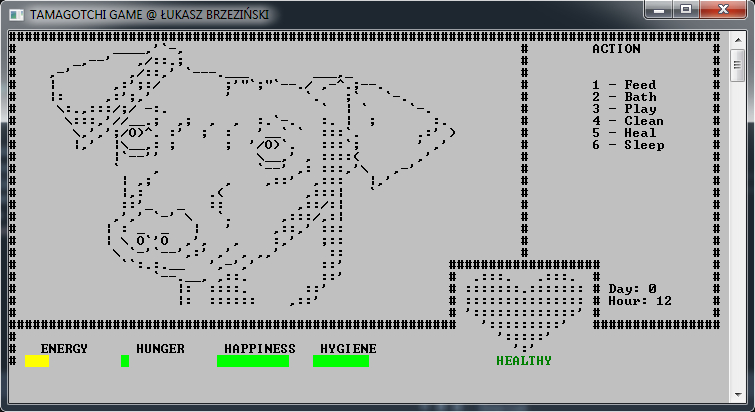 TAMAGOTCHI GAME @ ŁUKASZ BRZEZIŃSKI
ACTION
1 - Feed
2 - Bath
3 - Play
4 - Clean
5 - Heal
6 - Sleep
Day: 0
Hour: 12
ENERGY HUNGER HAPPINESS HYGIENE
HEALTHY